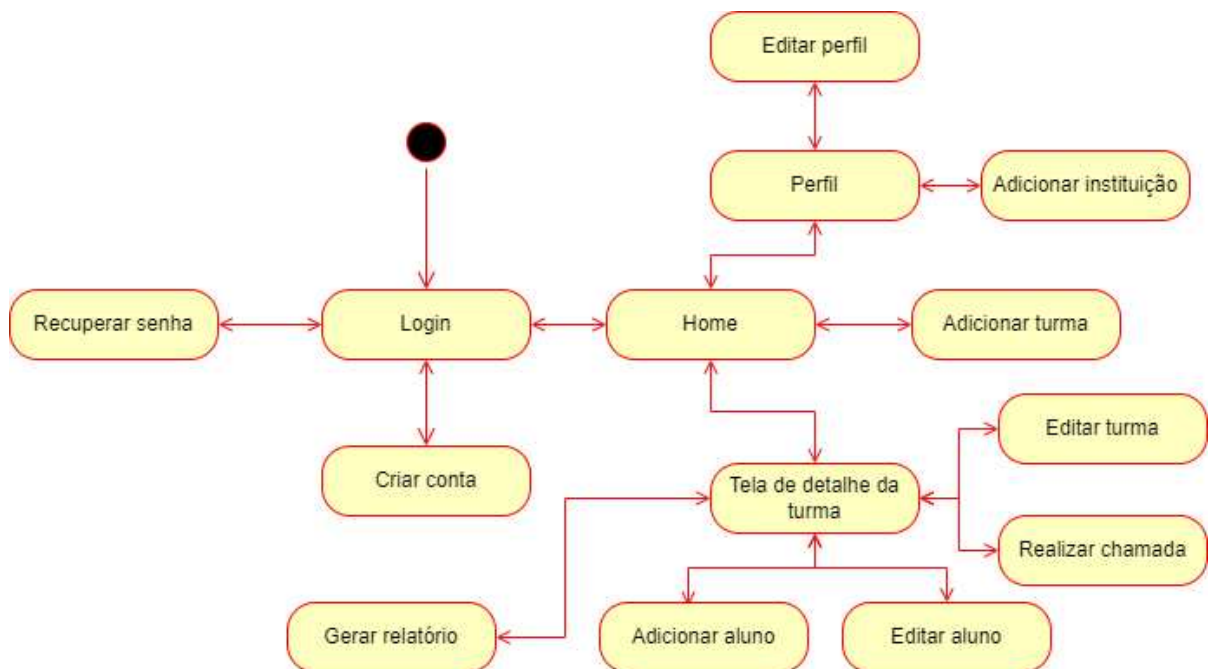 Editar perfil
Perfil
Adicionar instituição
Recuperar senha
Login
Home
Adicionar turma
Editar turma
Criar conta
Tela de detalhe da
turma
Realizar chamada
Gerar relatório
Adicionar aluno
Editar aluno